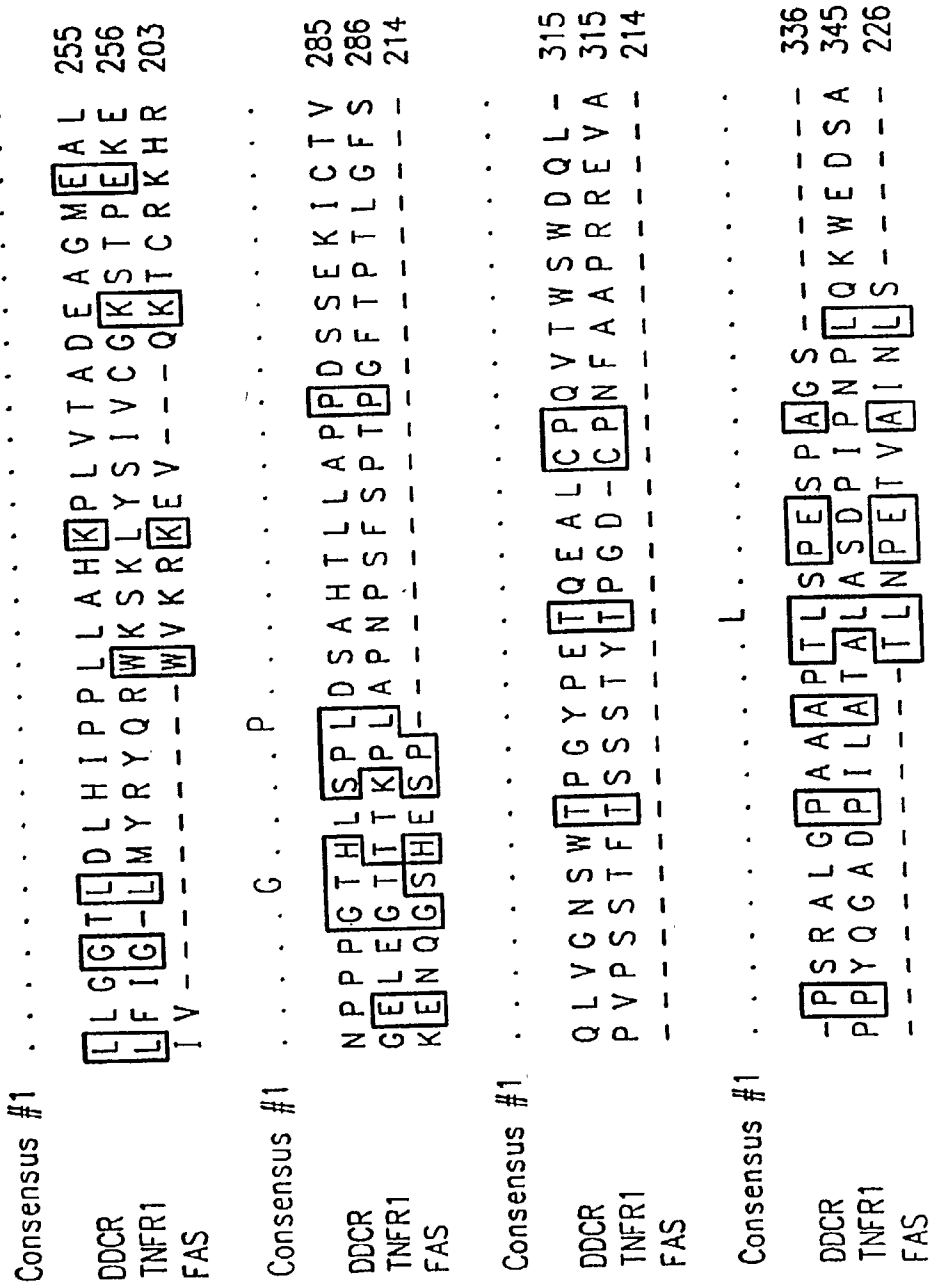 Consensus #1 . . . . . . . . . . . . . . . . . . . . . . . . . . . . . .
DDCR L L G G T L D L H I P P L L A H K P L V T A D E A G M E A L 255
TNFR1 L F I G - L M Y R Y Q R W K S K L Y S I V C G K S T P E K E 256
FAS I V - - - - - - - - - - W V K R K E V - - - Q K T C R K H R 203
Consensus #1 . . . . G . . . . P . . . . . . . . . . . . . . . . . . . .
DDCR N P P P G T H L S P L D S A H T L L A P P D S S E K I C T V 285
TNFR1 G E L E G T T T K P L A P N P S F S P T P G F T P T L G F S 286
FAS K E N Q G S H E S P - - - - - - - - - - - - - - - - - - - - 214
Consensus #1 . . . . . . . . . . . . . . . . . . . . . . . . . . . . . .
DDCR Q L V G N S W T P G Y P E T Q E A L C P Q V T W S W D Q L - 315
TNFR1 P V P S S T F T S S S T Y T P G D - C P N F A A P R R E V A 315
FAS - - - - - - - - - - - - - - - - - - - - - - - - - - - - - - 214
Consensus #1 . . . . . . . . . . . . . L . . . . . . . . . . . . . . . .
DDCR - P S R A L G P A A A P T L S P E S P A G S - - - - - - - - 336
TNFR1 P P Y Q G A D P I L A T A L A S D P I P N P L Q K W E D S A 345
FAS - - - - - - - - - - - - T L N P E T V A I N L S - - - - - - 226